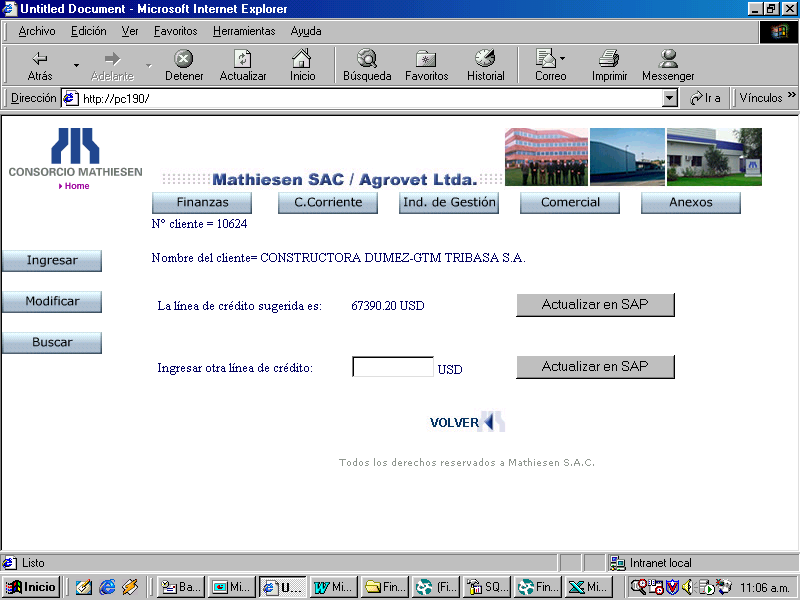 Untitled Document - Microsoft Internet Explorer
Archivo Edición Ver Favoritos Herramientas Ayuda
Atrás Adelante Detener Actualizar Inicio Búsqueda Favoritos Historial Correo Imprimir Messenger
Dirección http://pc190/ Ir a Vínculos »
CONSORCIO MATHIESEN
Home
Mathiesen SAC / Agrovet Ltda.
Finanzas C.Corriente Ind. de Gestión Comercial Anexos
Nº cliente = 10624
Ingresar
Nombre del cliente= CONSTRUCTORA DUMEZ-GTM TRIBASA S.A.
Modificar
La línea de crédito sugerida es: 67390.20 USD Actualizar en SAP
Buscar
Ingresar otra línea de crédito: USD Actualizar en SAP
VOLVER
Todos los derechos reservados a Mathiesen S.A.C.
Listo Intranet local
Inicio Ba... Mi... U... Mi... Fin... (Fi... SQ... Fin... Mi... 11:06 a.m.